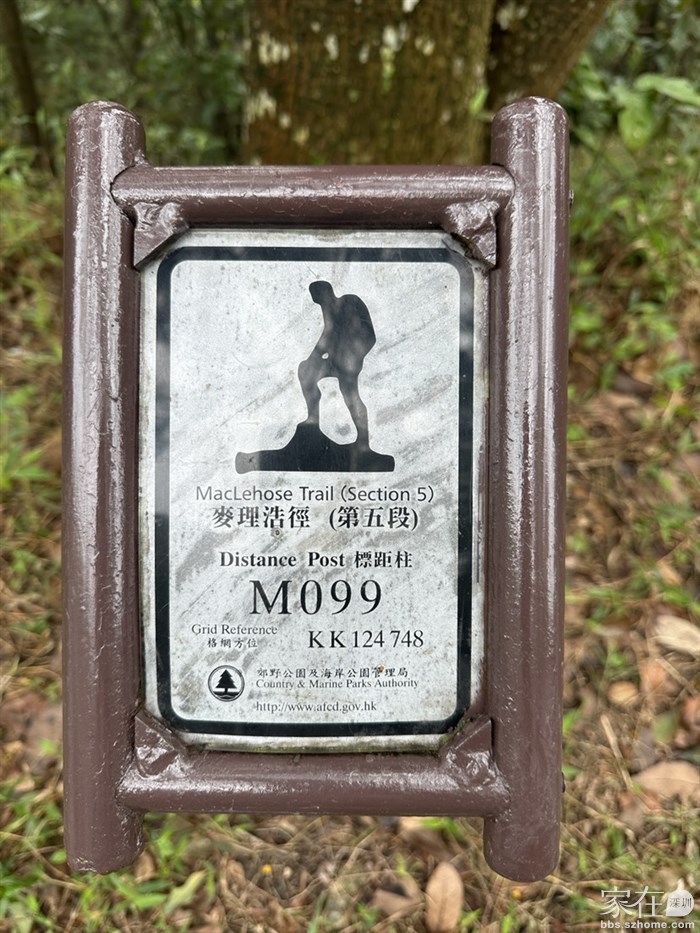 MacLehose Trail (Section 5)
麥理浩徑 (第五段)
Distance Post 標距柱
M099
Grid Reference
格網方位
KK 124 748
郊野公園及海岸公園管理局
Country & Marine Parks Authority
http://www.afcd.gov.hk
家在深圳
bbs.szhome.com